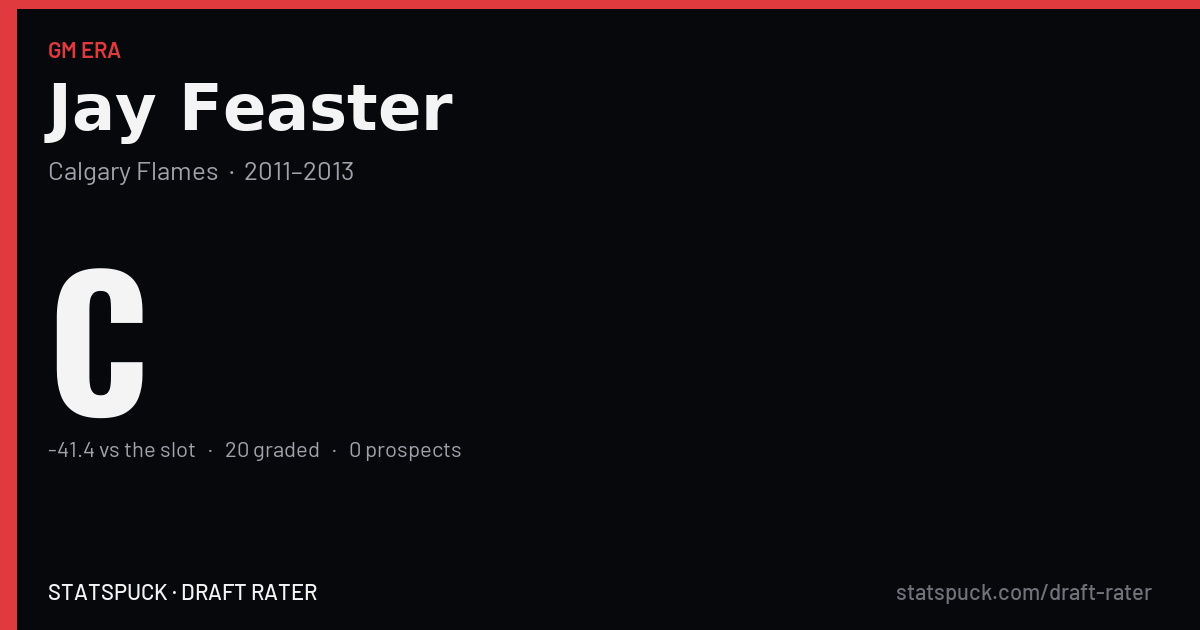 GM ERA
Jay Feaster
Calgary Flames · 2011–2013
C
-41.4 vs the slot · 20 graded · 0 prospects
STATSPUCK · DRAFT RATER
statspuck.com/draft-rater